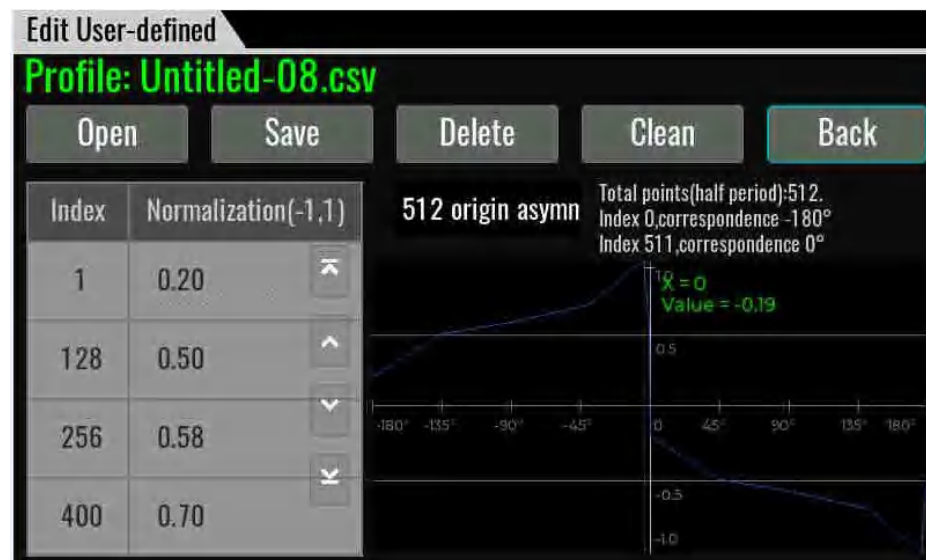 Edit User-defined
Profile: Untitled-08.csv
Open Save Delete Clean Back
Index Normalization(-1,1)
512 origin asymn
Total points(half period):512.
Index 0,correspondence -180°
Index 511,correspondence 0°
1 0.20
128 0.50
256 0.58
400 0.70
1.0
X = 0
Value = -0.19
0.5
-180° -135° -90° -45° 0 45° 90° 135° 180°
-0.5
-1.0